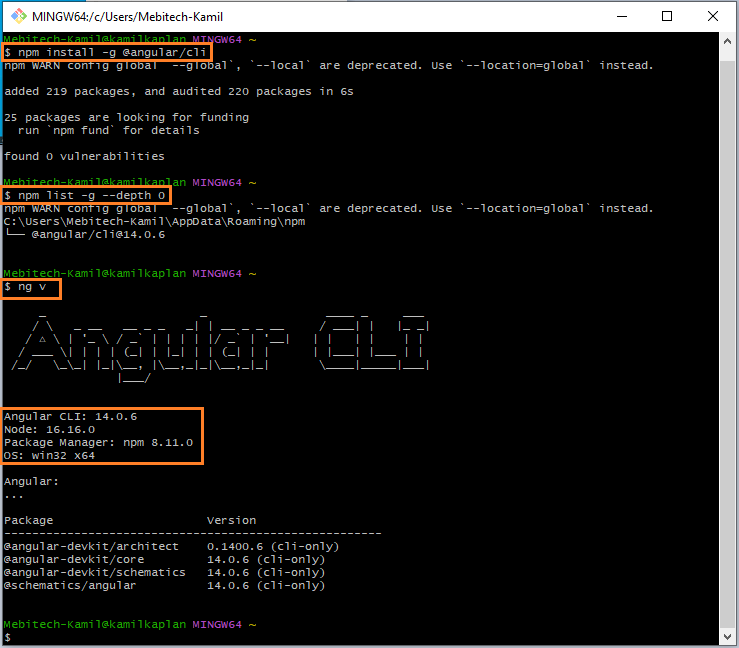 MINGW64:/c/Users/Mebitech-Kamil
Mebitech-Kamil@kamilkaplan MINGW64 ~
$ npm install -g @angular/cli
npm WARN config global `--global`, `--local` are deprecated. Use `--location=global` instead.
added 219 packages, and audited 220 packages in 6s
25 packages are looking for funding
run `npm fund` for details
found 0 vulnerabilities
Mebitech-Kamil@kamilkaplan MINGW64 ~
$ npm list -g --depth 0
npm WARN config global `--global`, `--local` are deprecated. Use `--location=global` instead.
C:\Users\Mebitech-Kamil\AppData\Roaming\npm
└── @angular/cli@14.0.6
Mebitech-Kamil@kamilkaplan MINGW64 ~
$ ng v
Angular CLI
Angular CLI: 14.0.6
Node: 16.16.0
Package Manager: npm 8.11.0
OS: win32 x64
Angular:
...
Package Version
------------------------------------------------------
@angular-devkit/architect 0.1400.6 (cli-only)
@angular-devkit/core 14.0.6 (cli-only)
@angular-devkit/schematics 14.0.6 (cli-only)
@schematics/angular 14.0.6 (cli-only)
Mebitech-Kamil@kamilkaplan MINGW64 ~
$